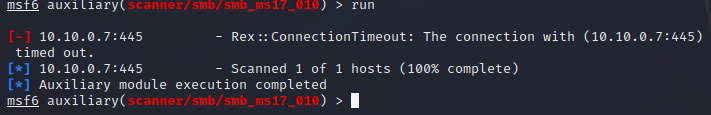 msf6 auxiliary(scanner/smb/smb_ms17_010) > run
[-] 10.10.0.7:445 - Rex::ConnectionTimeout: The connection with (10.10.0.7:445)
timed out.
[*] 10.10.0.7:445 - Scanned 1 of 1 hosts (100% complete)
[*] Auxiliary module execution completed
msf6 auxiliary(scanner/smb/smb_ms17_010) >